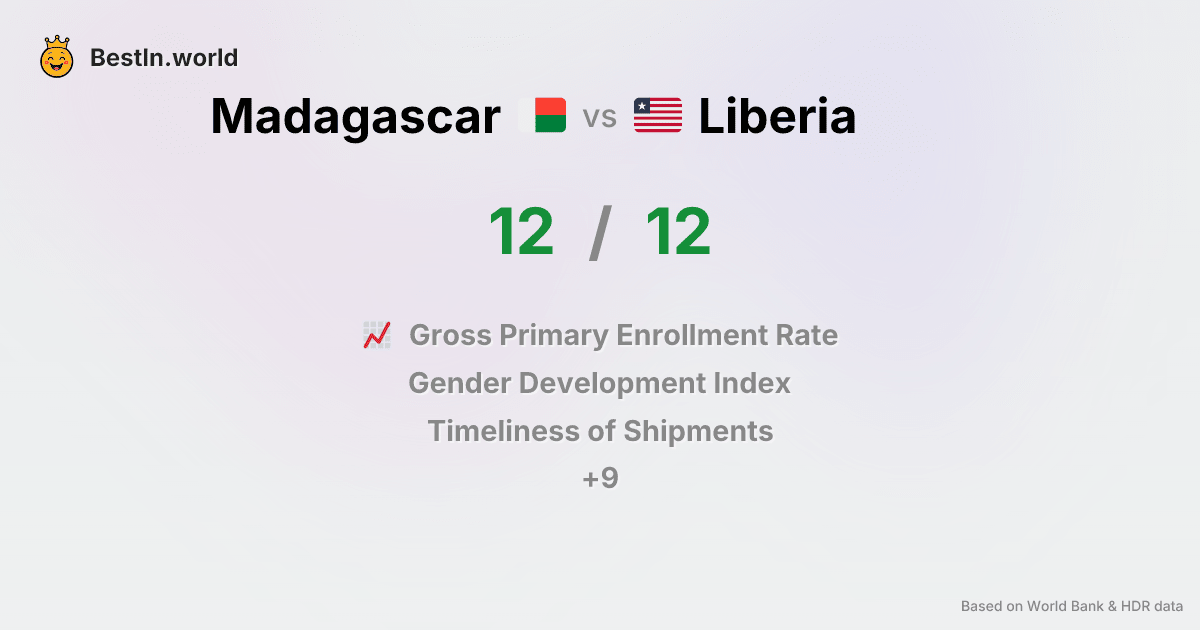 BestIn.world
Madagascar vs Liberia
12 / 12
Gross Primary Enrollment Rate
Gender Development Index
Timeliness of Shipments
+9
Based on World Bank & HDR data